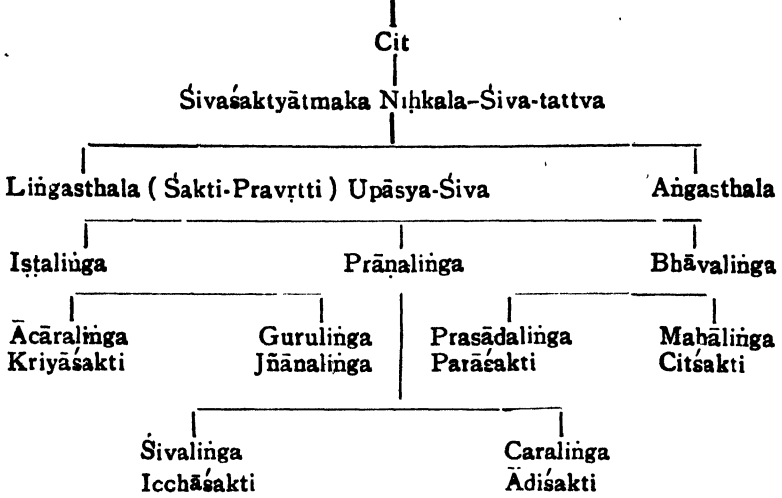 Cit
Śivaśaktyātmaka Niḥkala-Śiva-tattva
Liṅgasthala ( Śakti-Pravṛtti ) Upāsya-Śiva Aṅgasthala
Iṣṭaliṅga Prāṇaliṅga Bhāvaliṅga
Ācāraliṅga Guruliṅga Prasādaliṅga Mahāliṅga
Kriyāśakti Jñānaliṅga Parāśakti Citśakti
Śivaliṅga Caraliṅga
Icchāśakti Ādiśakti